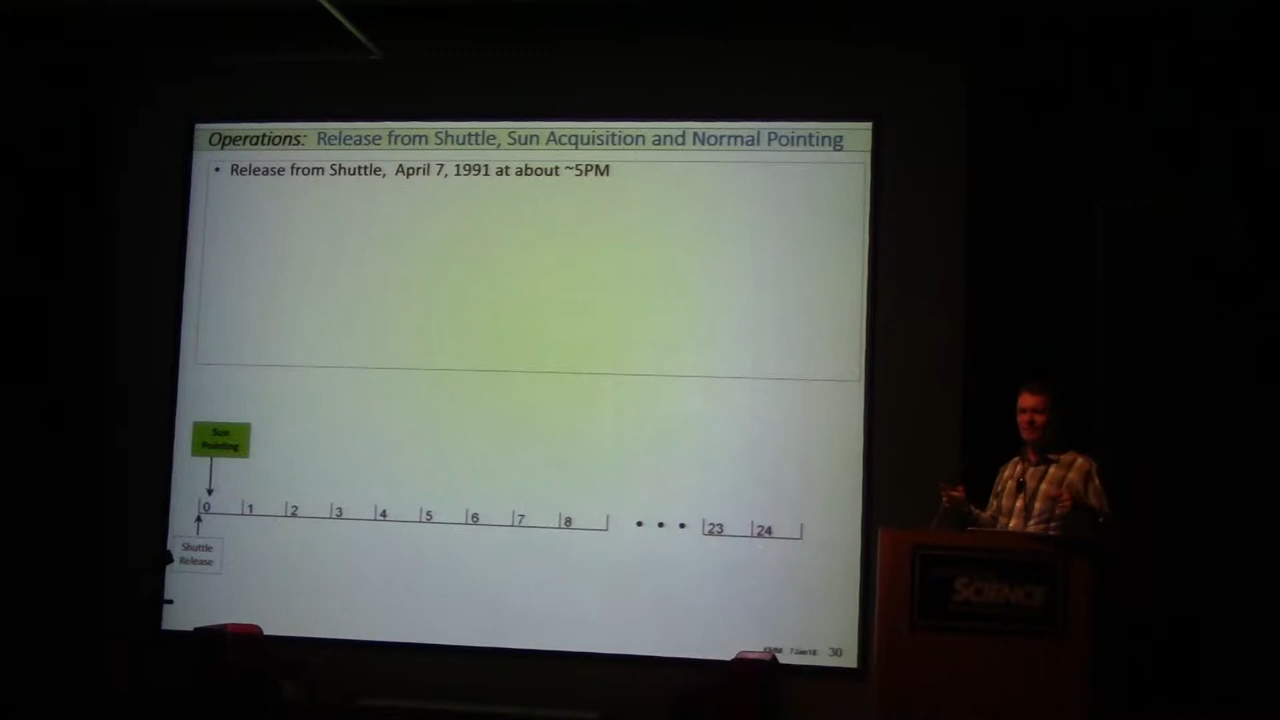 Operations: Release from Shuttle, Sun Acquisition and Normal Pointing
• Release from Shuttle, April 7, 1991 at about ~5PM
Sun
Pointing
0 1 2 3 4 5 6 7 8 • • • 23 24
Shuttle
Release
30
SCIENCE